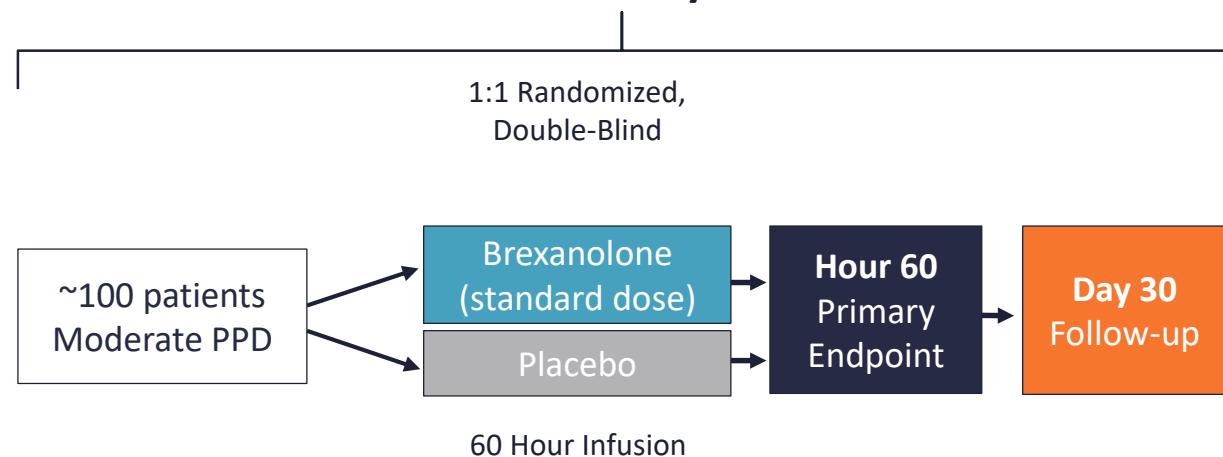 1:1 Randomized,
Double-Blind
~100 patients
Moderate PPD
Brexanolone
(standard dose)
Placebo
60 Hour Infusion
Hour 60
Primary
Endpoint
Day 30
Follow-up